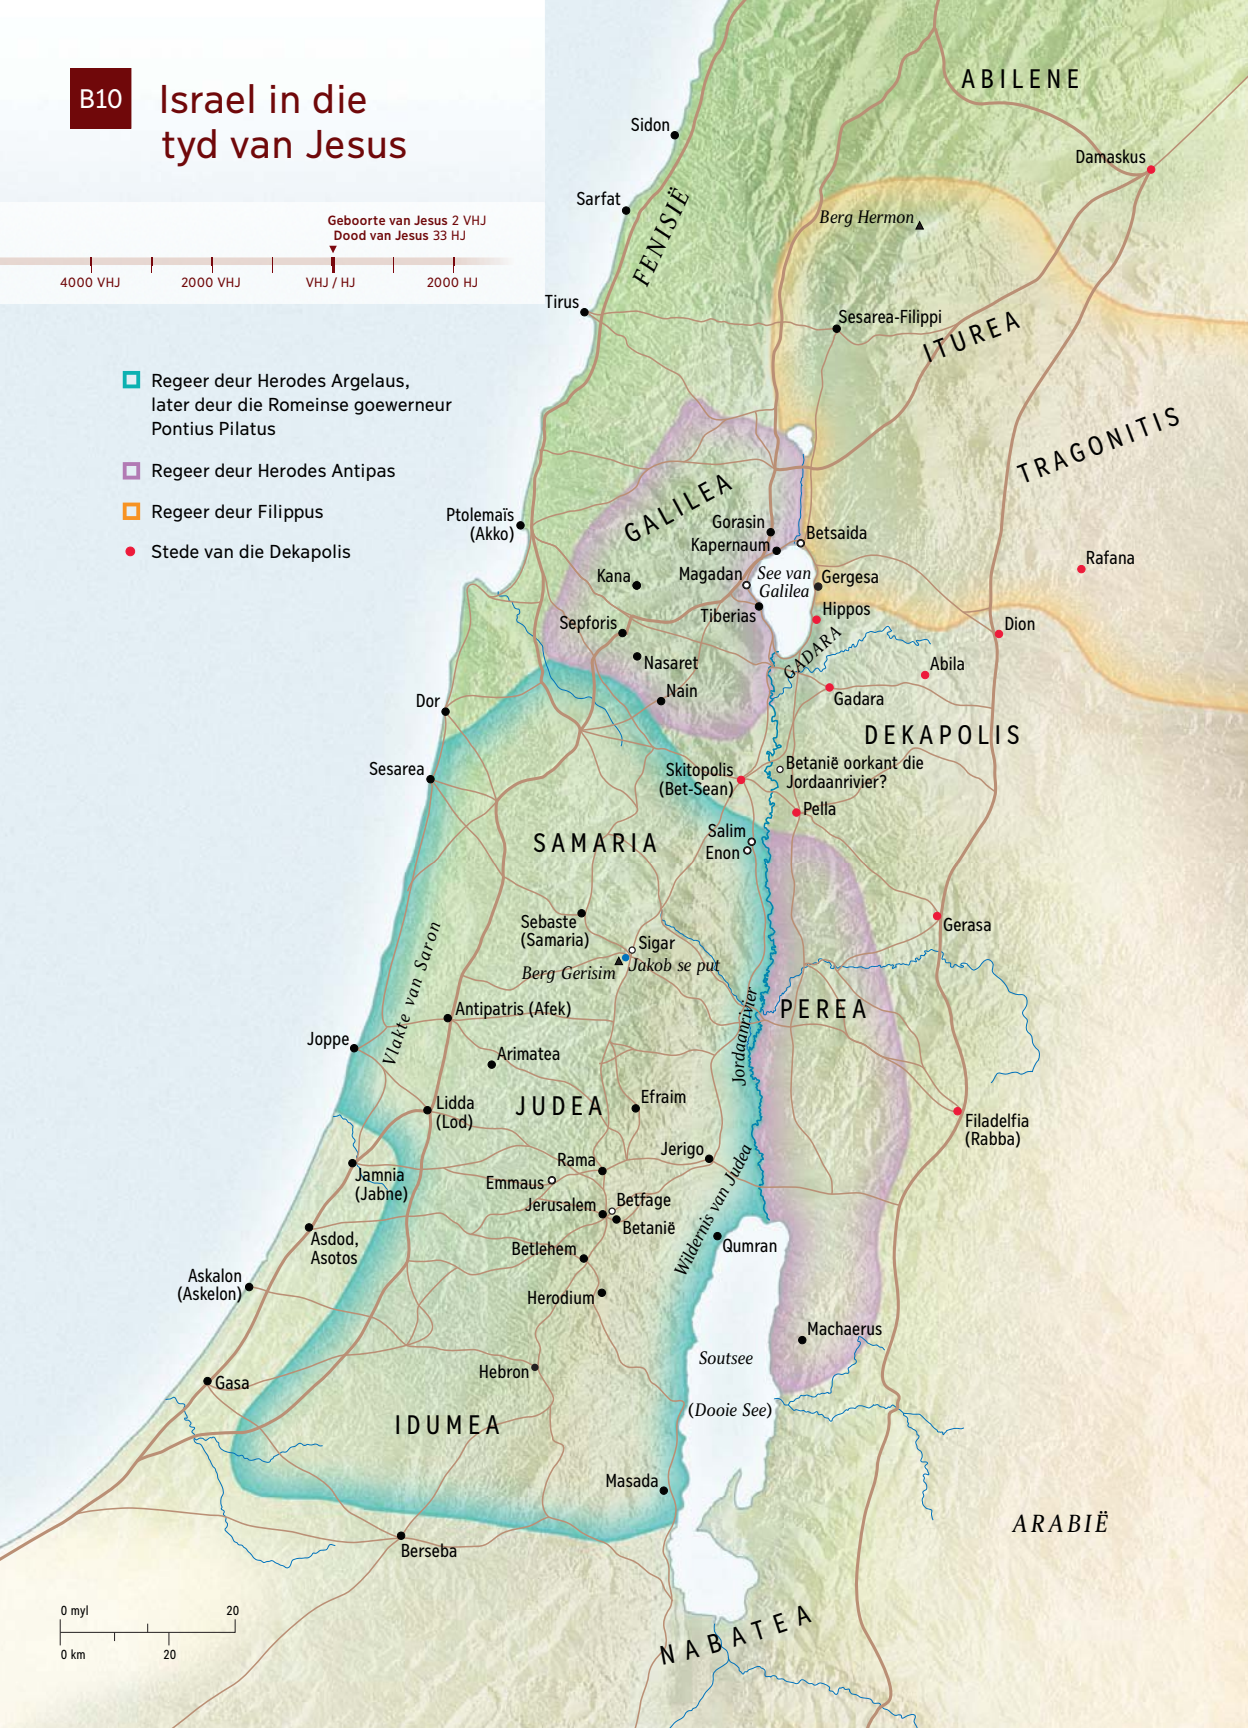 B10
Israel in die
tyd van Jesus
Geboorte van Jesus 2 VHJ
Dood van Jesus 33 HJ
4000 VHJ
2000 VHJ
VHJ / HJ
2000 HJ
Regeer deur Herodes Argelaus,
later deur die Romeinse goewerneur
Pontius Pilatus
Regeer deur Herodes Antipas
Regeer deur Filippus
Stede van die Dekapolis
ABILENE
Sidon
Damaskus
Sarfat
FENISIË
Berg Hermon
Tirus
Sesarea-Filippi
ITUREA
TRAGONITIS
GALILEA
Ptolemaïs
(Akko)
Gorasin
Kapernaum
Betsaida
Rafana
Kana
Magadan
See van
Galilea
Gergesa
Tiberias
Hippos
Sepforis
Dion
GADARA
Nasaret
Abila
Nain
Gadara
Dor
DEKAPOLIS
Sesarea
Skitopolis
(Bet-Sean)
Betanië oorkant die
Jordaanrivier?
Pella
SAMARIA
Salim
Enon
Sebaste
(Samaria)
Gerasa
Sigar
Jakob se put
Berg Gerisim
Vlakte van Saron
Antipatris (Afek)
PEREA
Jordaanrivier
Joppe
Arimatea
Lidda
(Lod)
JUDEA
Efraim
Filadelfia
(Rabba)
Jerigo
Rama
Jamnia
(Jabne)
Emmaus
Wildernis van Judea
Betfage
Jerusalem
Betanië
Asdod,
Asotos
Betlehem
Qumran
Askalon
(Askelon)
Herodium
Machaerus
Soutsee
Hebron
Gasa
(Dooie See)
IDUMEA
Masada
ARABIË
Berseba
NABATEA
0 myl
20
0 km
20